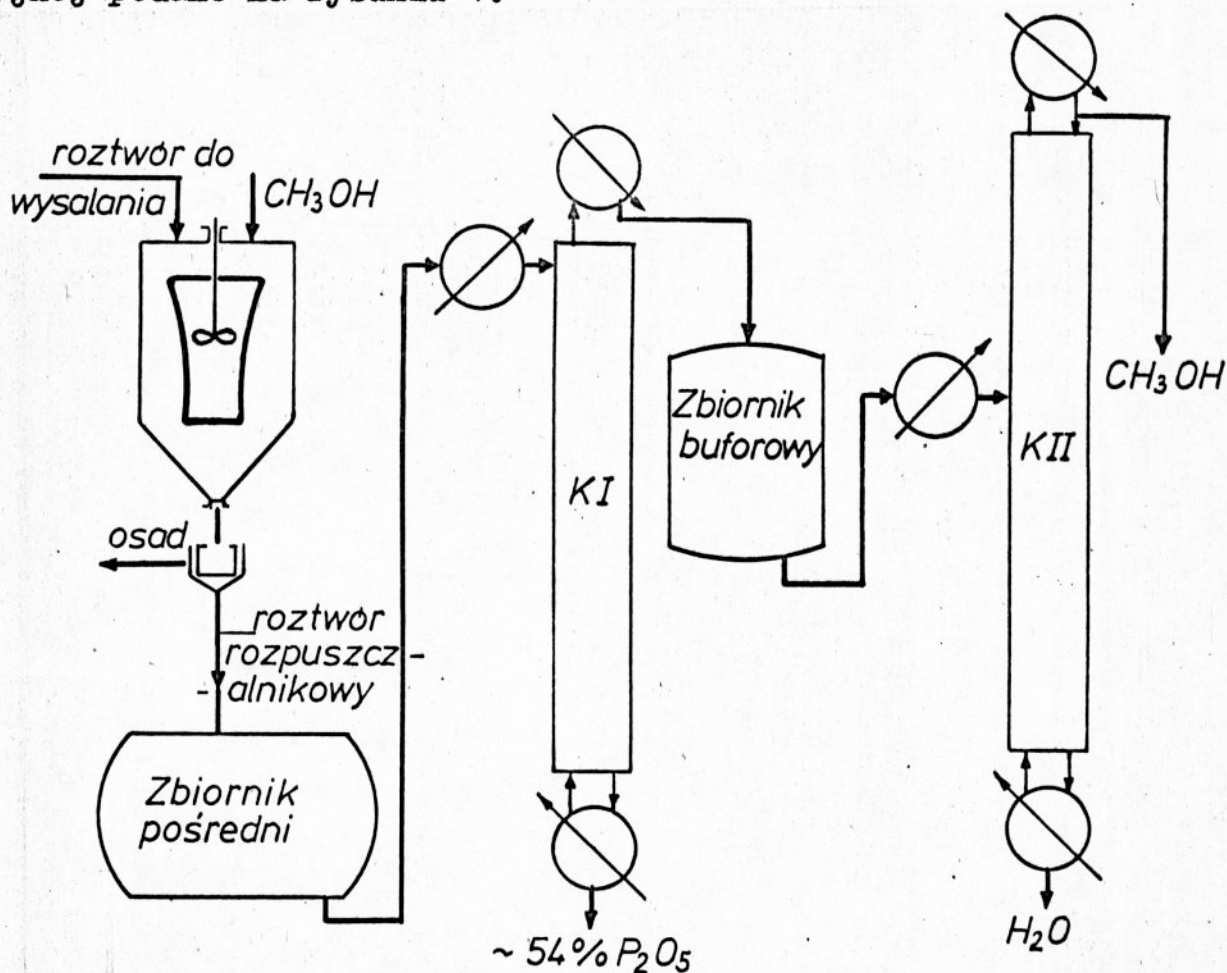 roztwór do
wysalania
CH₃OH
osad
roztwór
rozpuszcz -
- alnikowy
Zbiornik
pośredni
KI
~ 54% P₂O₅
Zbiornik
buforowy
KII
CH₃OH
H₂O